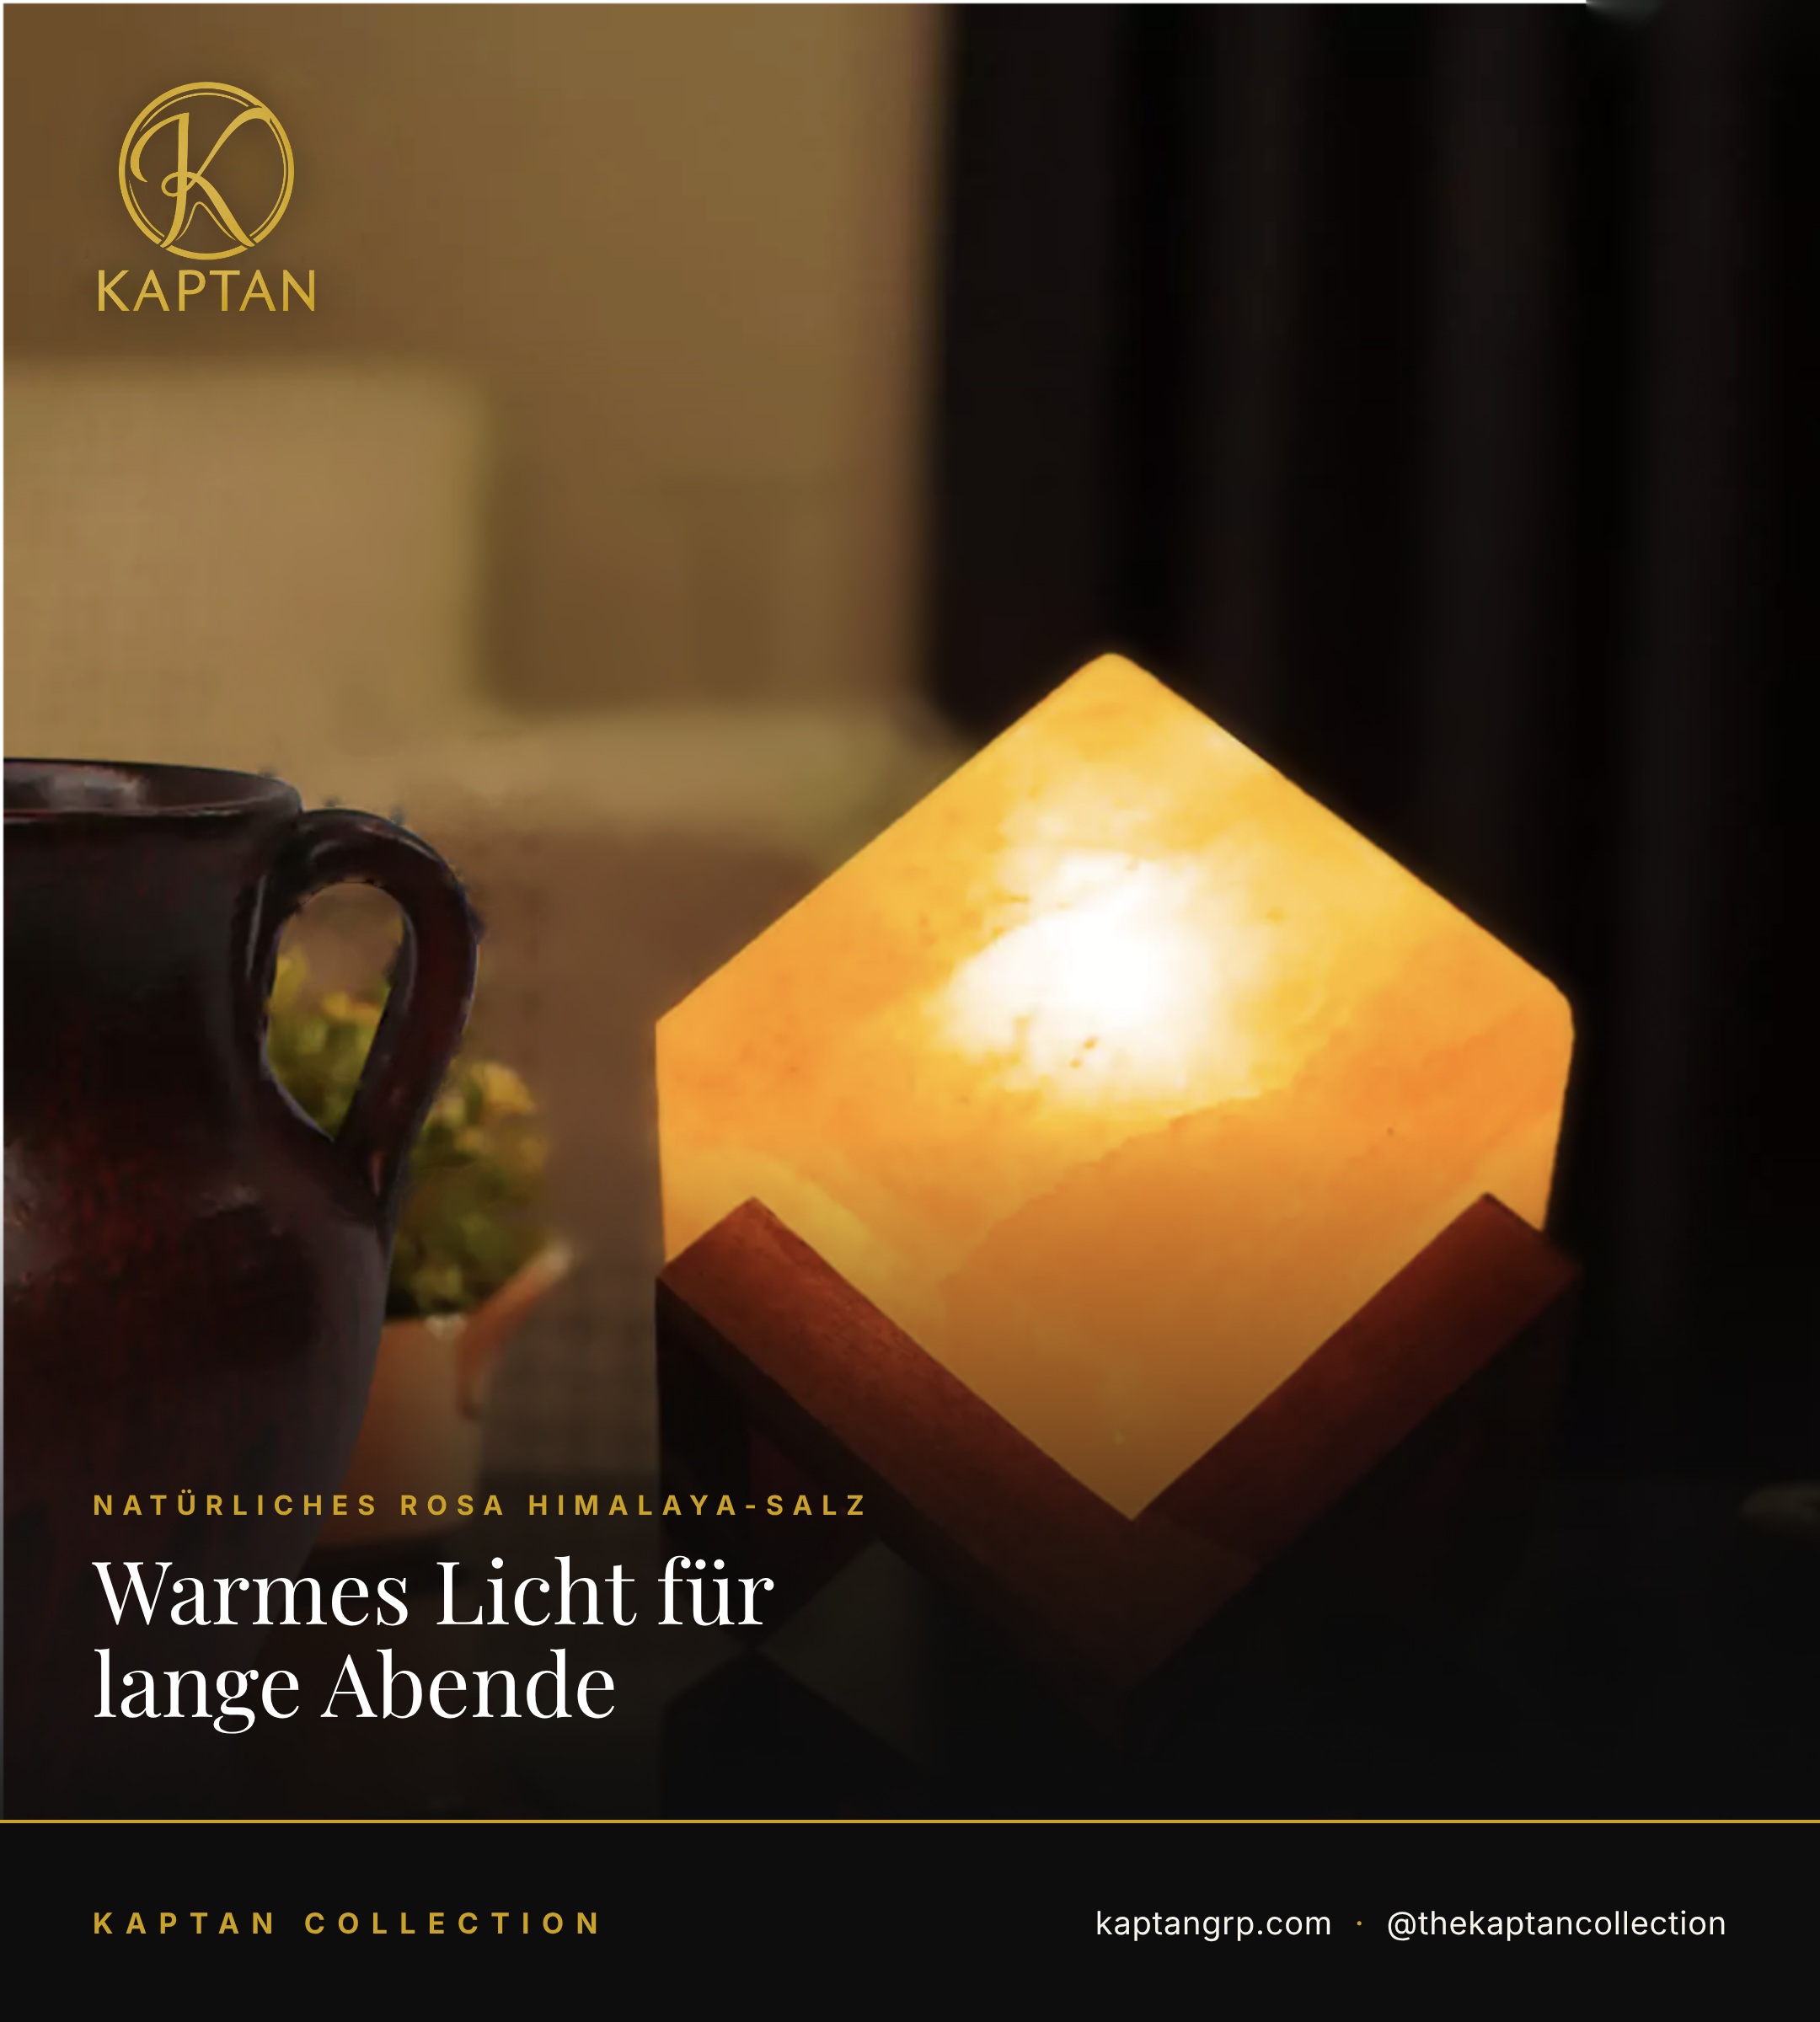 KAPTAN
NATÜRLICHES ROSA HIMALAYA-SALZ
Warmes Licht für
lange Abende
KAPTAN COLLECTION
kaptangrp.com · @thekaptancollection